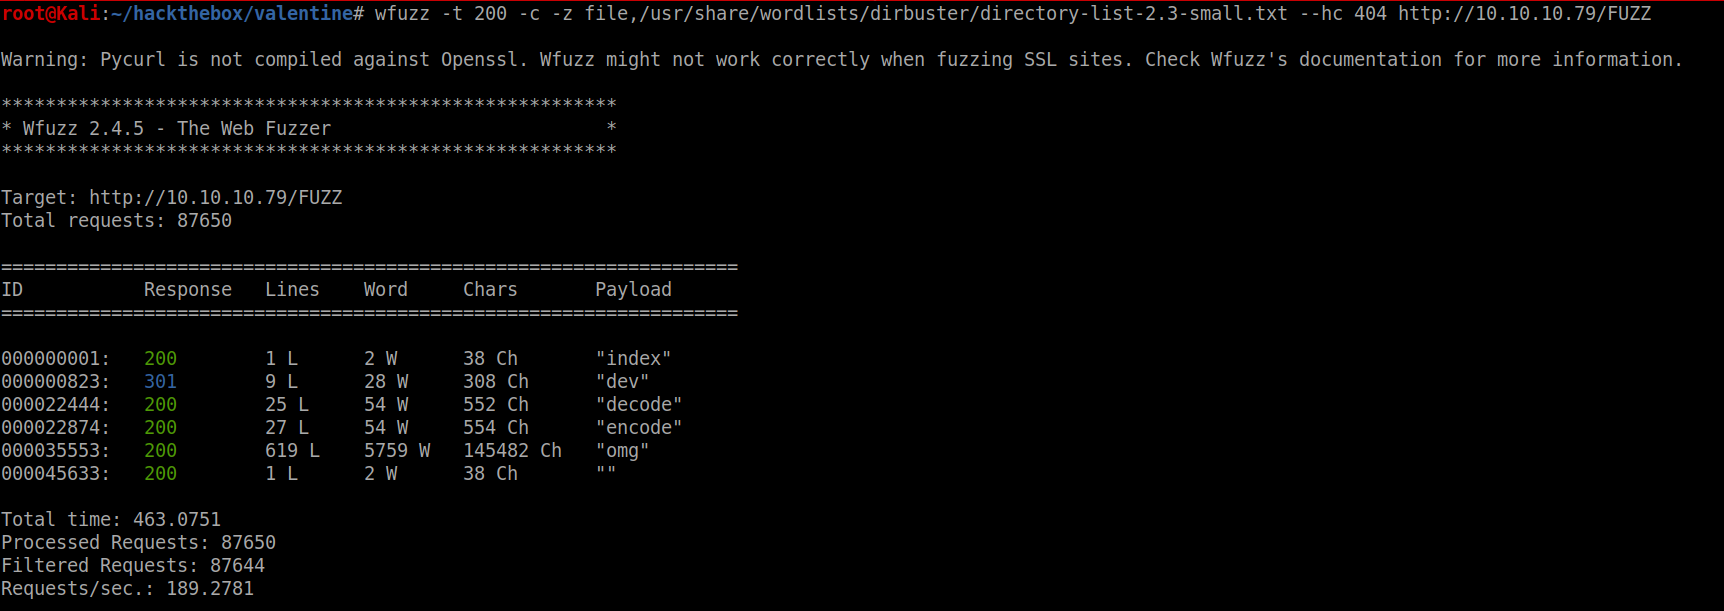 root@Kali:~/hackthebox/valentine# wfuzz -t 200 -c -z file,/usr/share/wordlists/dirbuster/directory-list-2.3-small.txt --hc 404 http://10.10.10.79/FUZZ
Warning: Pycurl is not compiled against Openssl. Wfuzz might not work correctly when fuzzing SSL sites. Check Wfuzz's documentation for more information.
********************************************************
* Wfuzz 2.4.5 - The Web Fuzzer                         *
********************************************************
Target: http://10.10.10.79/FUZZ
Total requests: 87650
===================================================================
ID           Response   Lines    Word     Chars       Payload
===================================================================
000000001:   200        1 L      2 W      38 Ch       "index"
000000823:   301        9 L      28 W     308 Ch      "dev"
000022444:   200        25 L     54 W     552 Ch      "decode"
000022874:   200        27 L     54 W     554 Ch      "encode"
000035553:   200        619 L    5759 W   145482 Ch   "omg"
000045633:   200        1 L      2 W      38 Ch       ""
Total time: 463.0751
Processed Requests: 87650
Filtered Requests: 87644
Requests/sec.: 189.2781